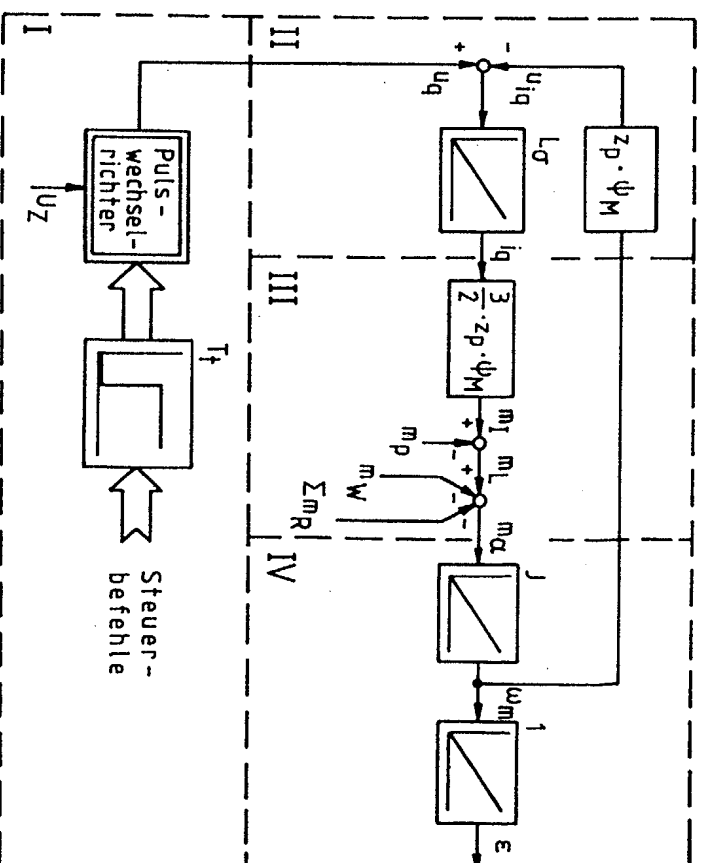 I
Puls-
wechsel-
richter
U_Z
T_t
Steuer-
befehle
II
+
-
u_q
u_iq
L_σ
z_p · ψ_M
i_q
III
3/2 · z_p · ψ_M
m_I
+
-
m_p
m_L
+
-
-
m_W
Σm_R
m_α
IV
J
ω_m
1
ε